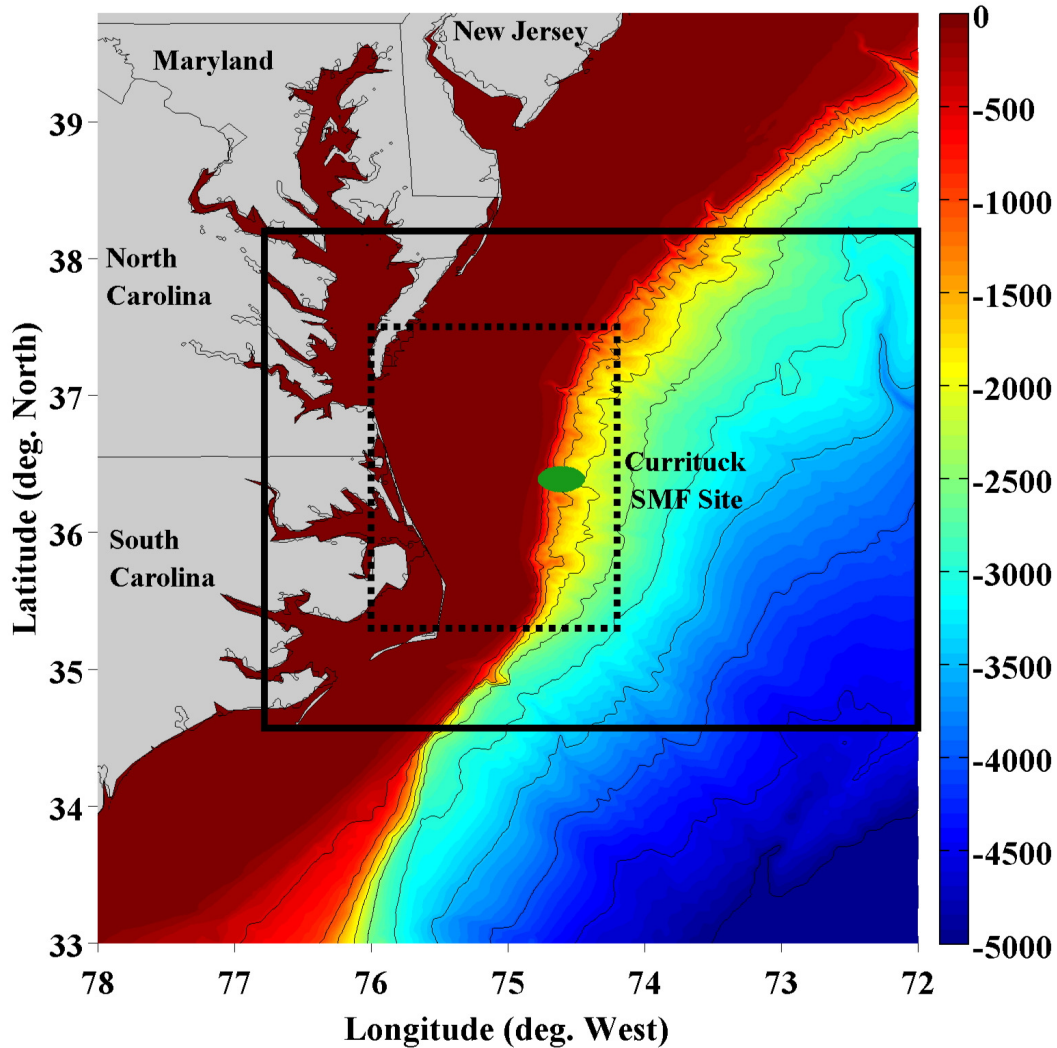 New Jersey
Maryland
North
Carolina
South
Carolina
Currituck
SMF Site
39
38
37
36
35
34
33
Latitude (deg. North)
78
77
76
75
74
73
72
Longitude (deg. West)
0
-500
-1000
-1500
-2000
-2500
-3000
-3500
-4000
-4500
-5000